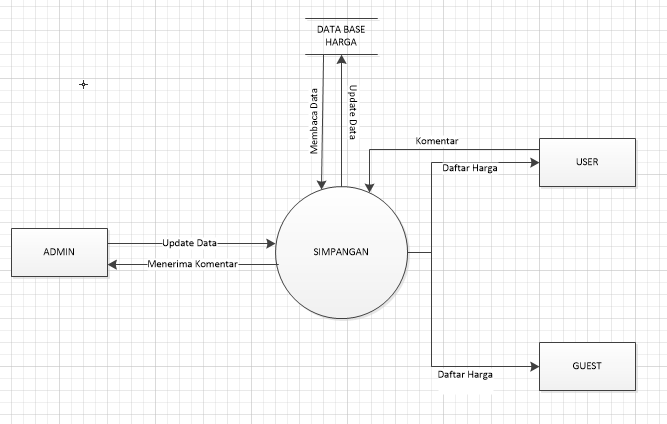 DATA BASE
HARGA
Membaca Data
Update Data
Komentar
Daftar Harga
USER
ADMIN
Update Data
Menerima Komentar
SIMPANGAN
Daftar Harga
GUEST